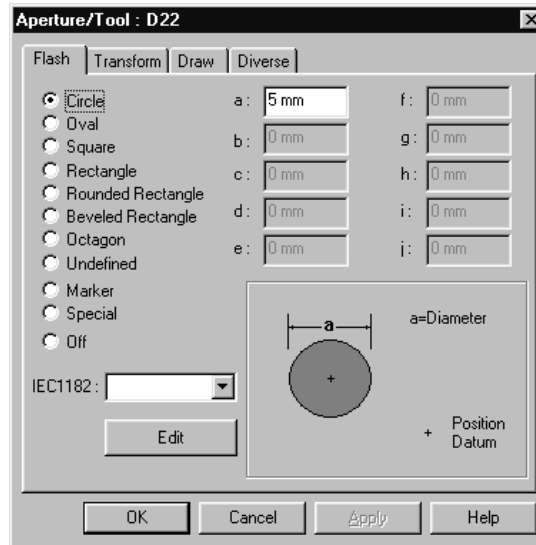 Aperture/Tool : D22
Flash Transform Draw Diverse
Circle
Oval
Square
Rectangle
Rounded Rectangle
Beveled Rectangle
Octagon
Undefined
Marker
Special
Off
a : 5 mm
b : 0 mm
c : 0 mm
d : 0 mm
e : 0 mm
f : 0 mm
g : 0 mm
h : 0 mm
i : 0 mm
j : 0 mm
IEC1182 :
Edit
a
a=Diameter
+ Position
Datum
OK Cancel Apply Help